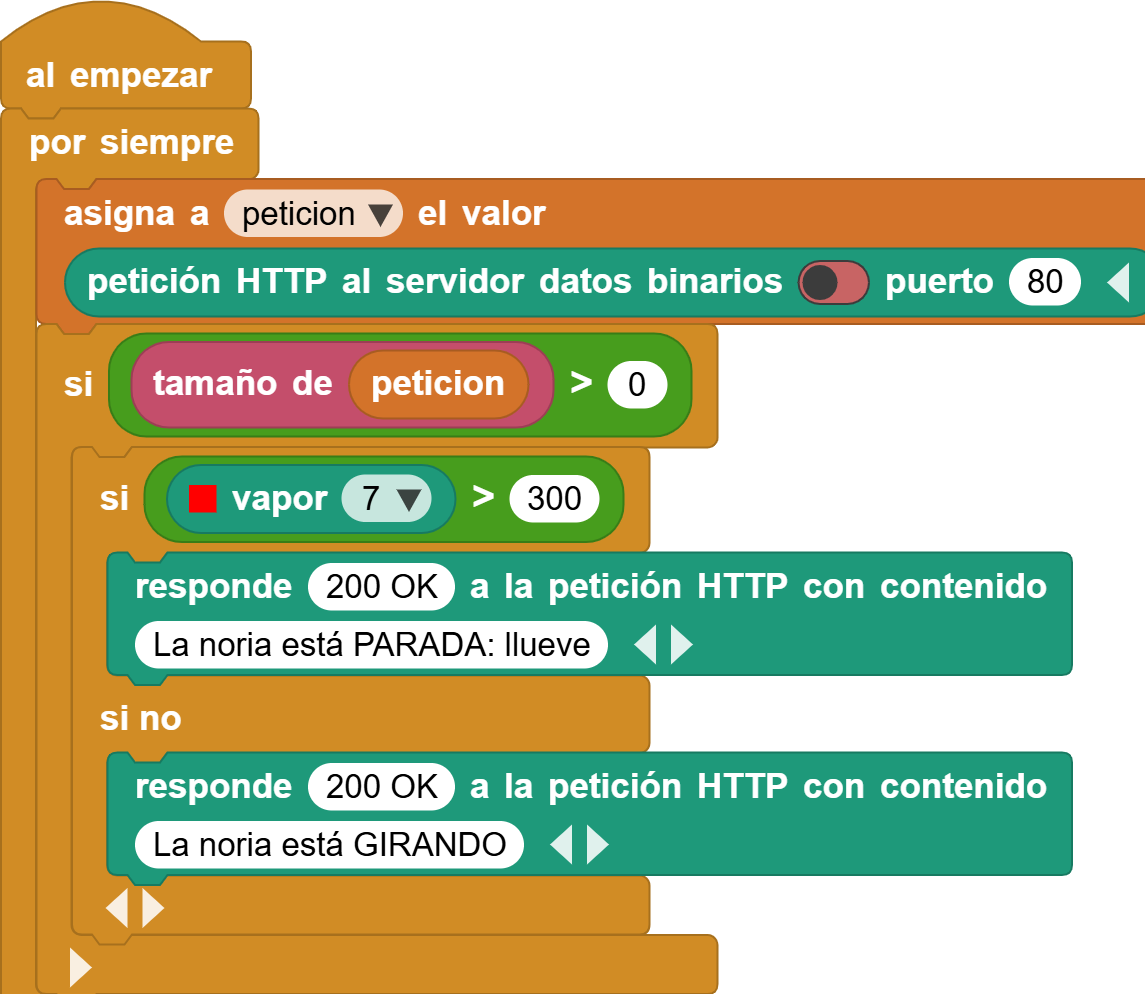 al empezar
por siempre
asigna a peticion el valor
petición HTTP al servidor datos binarios puerto 80
si tamaño de peticion > 0
si vapor 7 > 300
responde 200 OK a la petición HTTP con contenido
La noria está PARADA: llueve
si no
responde 200 OK a la petición HTTP con contenido
La noria está GIRANDO